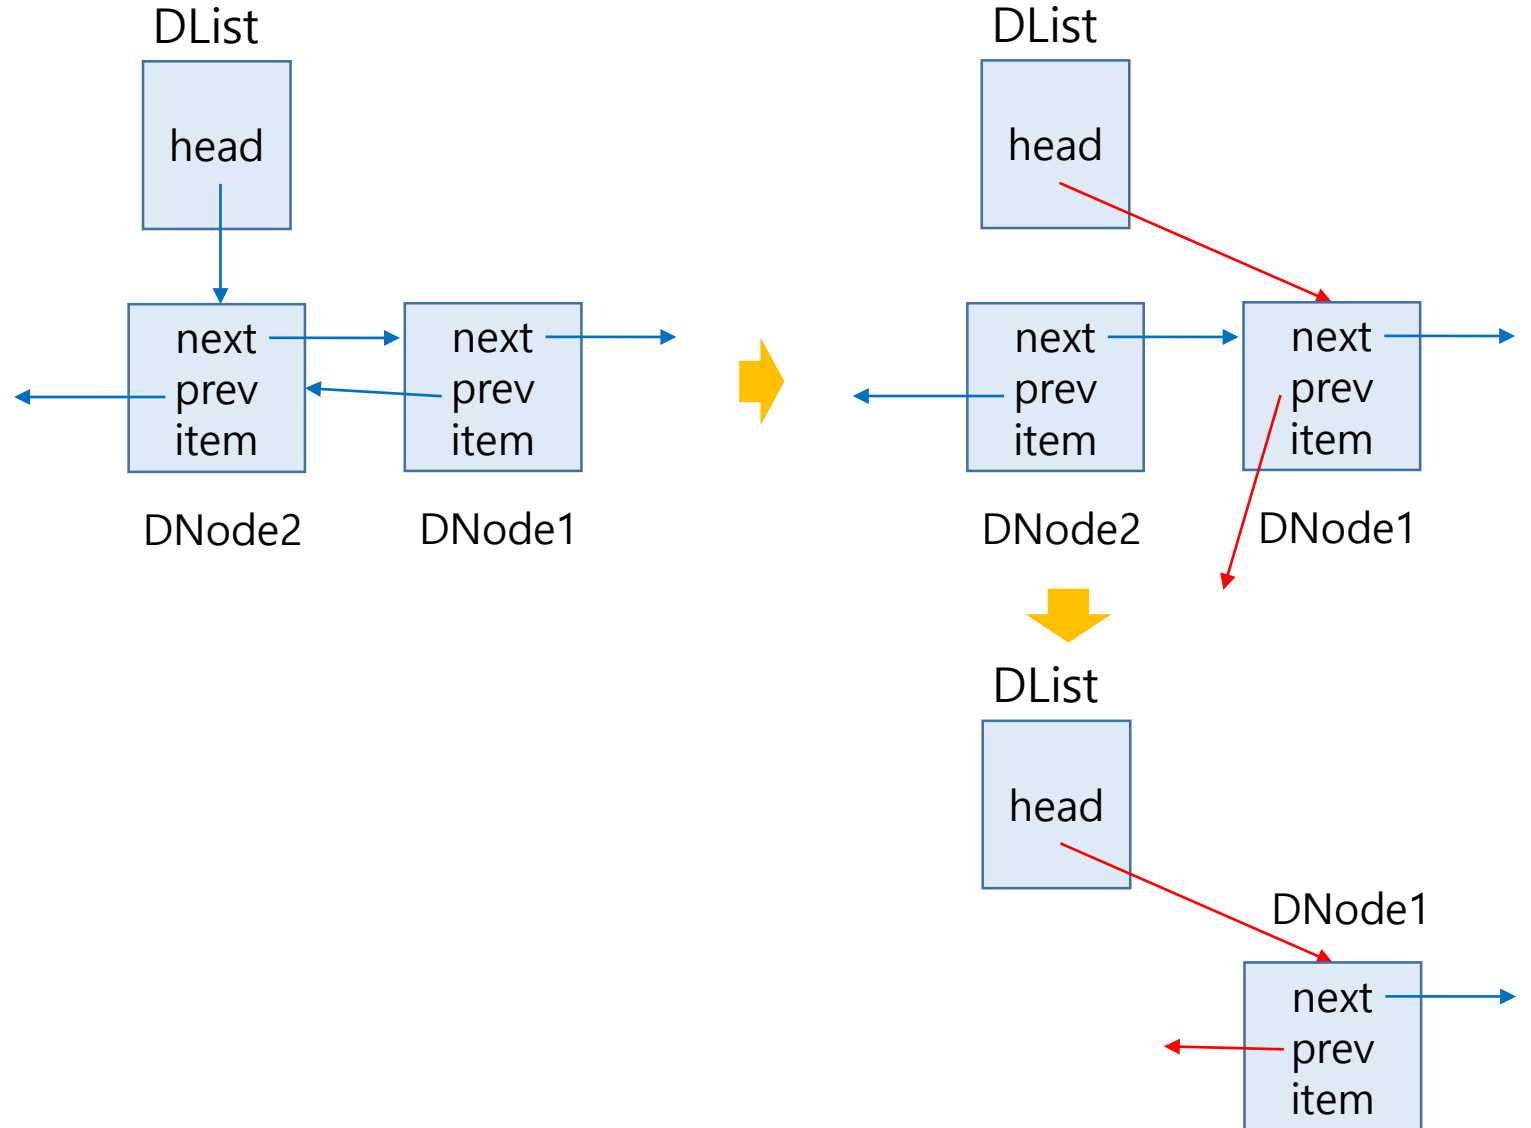 DList
head
next
prev
item
DNode2
next
prev
item
DNode1
DList
head
next
prev
item
DNode2
next
prev
item
DNode1
DList
head
DNode1
next
prev
item